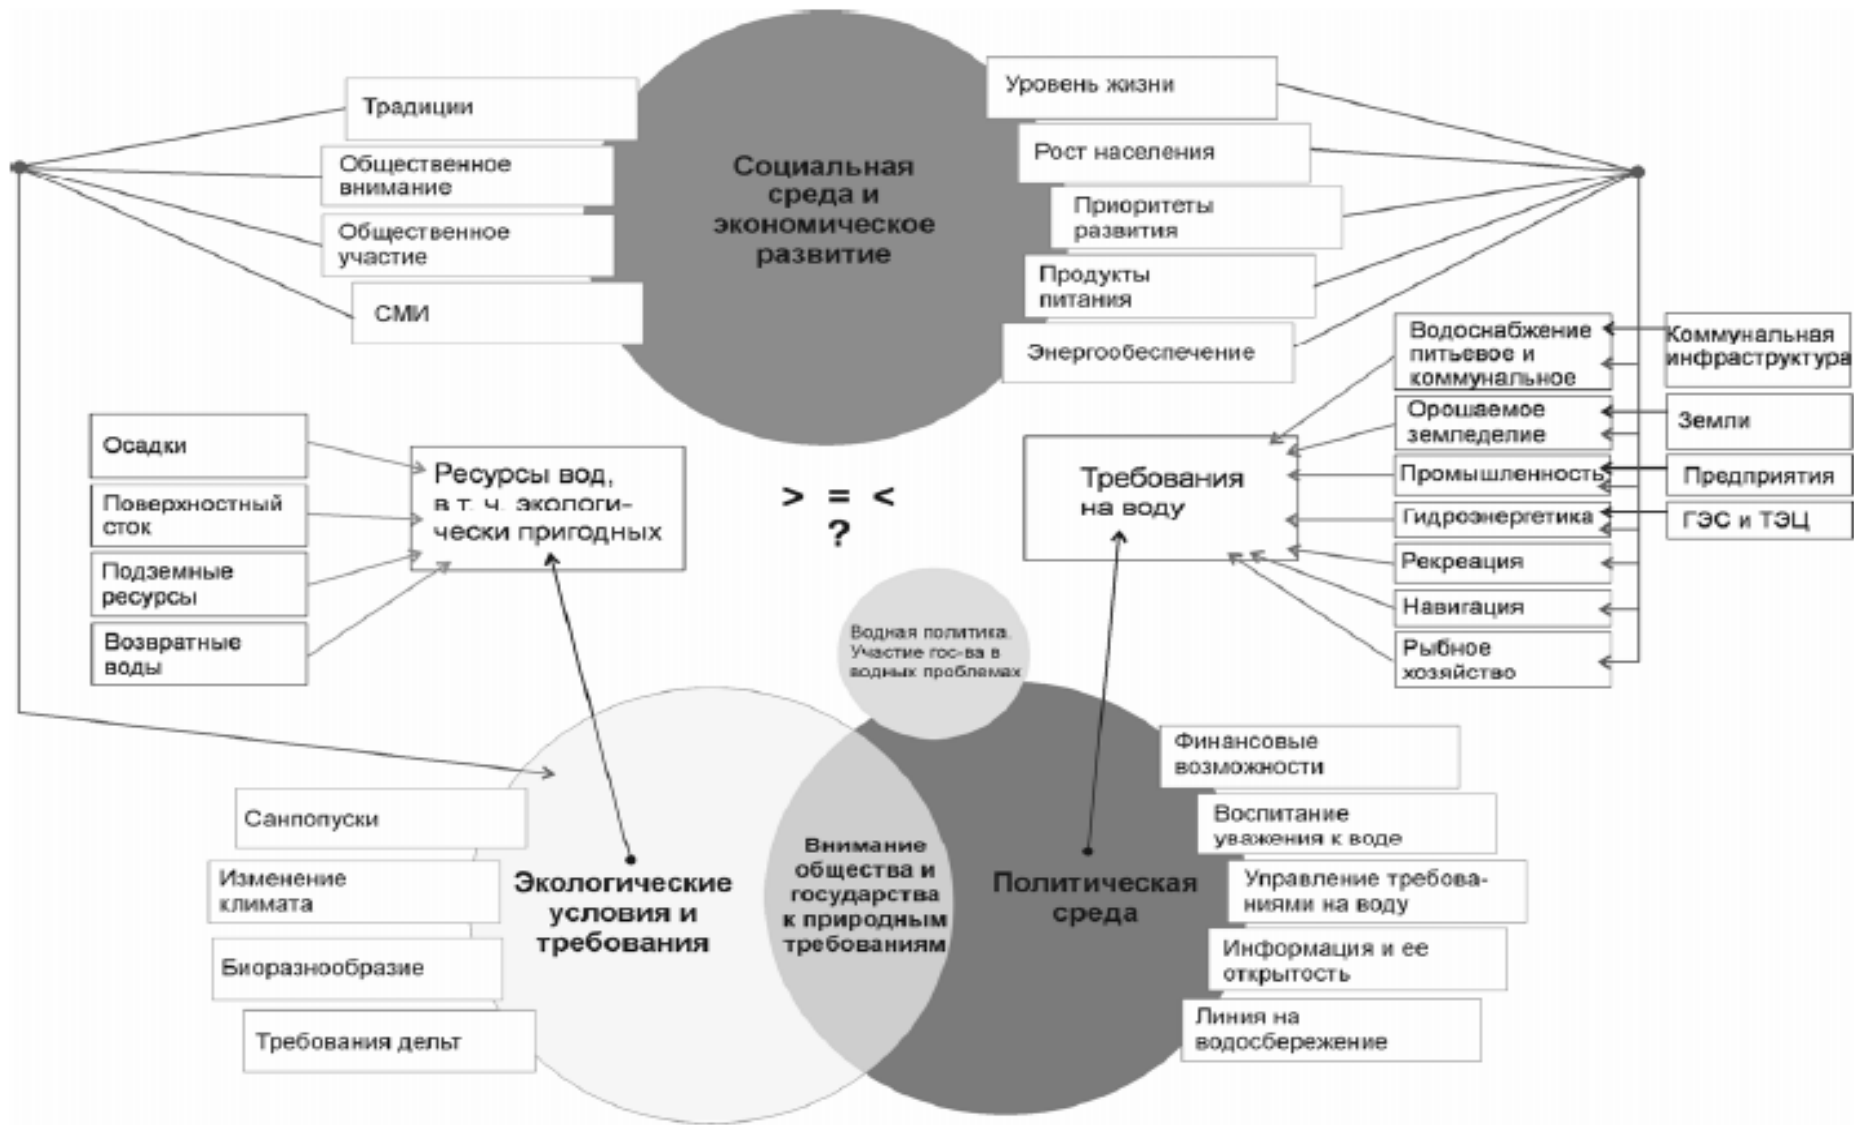 Традиции
Общественное
внимание
Общественное
участие
СМИ
Социальная
среда и
экономическое
развитие
Уровень жизни
Рост населения
Приоритеты
развития
Продукты
питания
Энергообеспечение
Водоснабжение
питьевое и
коммунальное
Орошаемое
земледелие
Промышленность
Гидроэнергетика
Рекреация
Навигация
Рыбное
хозяйство
Коммунальная
инфраструктура
Земли
Предприятия
ГЭС и ТЭЦ
Осадки
Поверхностный
сток
Подземные
ресурсы
Возвратные
воды
Ресурсы вод,
в т. ч. экологи-
чески пригодных
> = <
?
Требования
на воду
Водная политика.
Участие гос-ва в
водных проблемах
Санпопуски
Изменение
климата
Биоразнообразие
Требования дельт
Экологические
условия и
требования
Внимание
общества и
государства
к природным
требованиям
Политическая
среда
Финансовые
возможности
Воспитание
уважения к воде
Управление требова-
ниями на воду
Информация и ее
открытость
Линия на
водосбережение